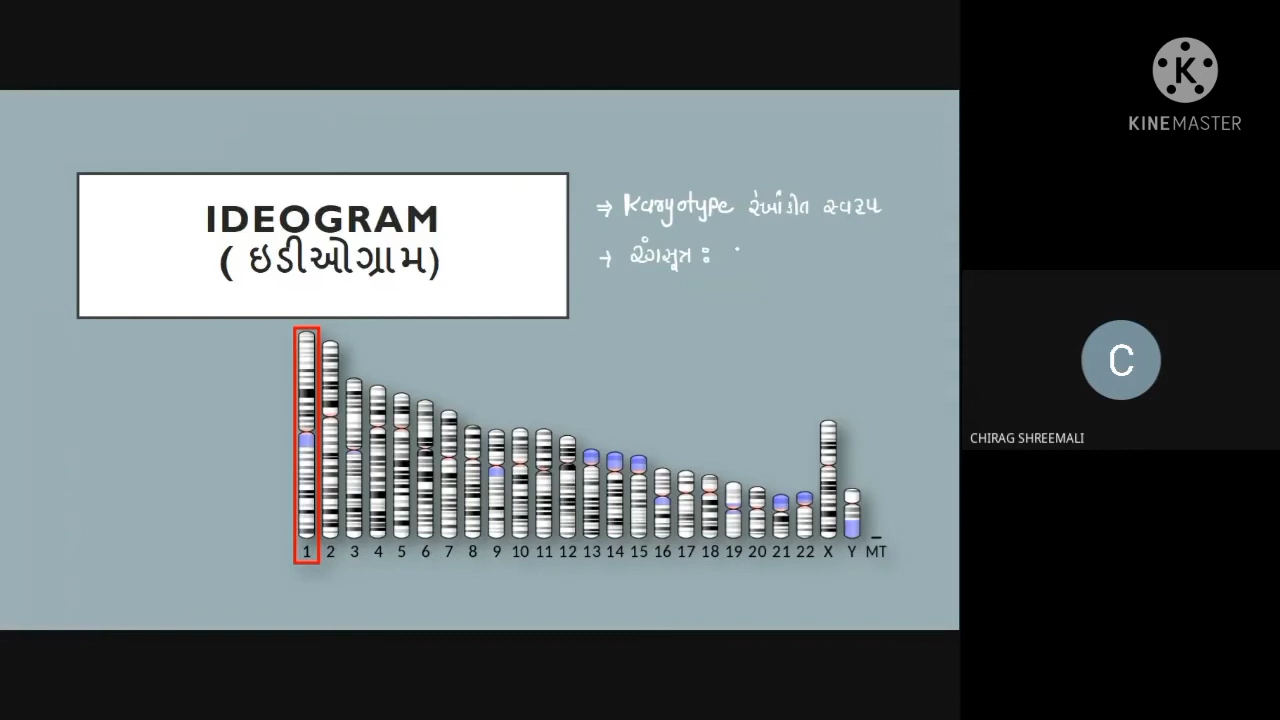 IDEOGRAM
( ઇડીઓગ્રામ)
⇒ Karyotype રેખાંકીત સ્વરૂપ
→ રંગસૂત્ર :
1 2 3 4 5 6 7 8 9 10 11 12 13 14 15 16 17 18 19 20 21 22 X Y MT
K
KINEMASTER
C
CHIRAG SHREEMALI